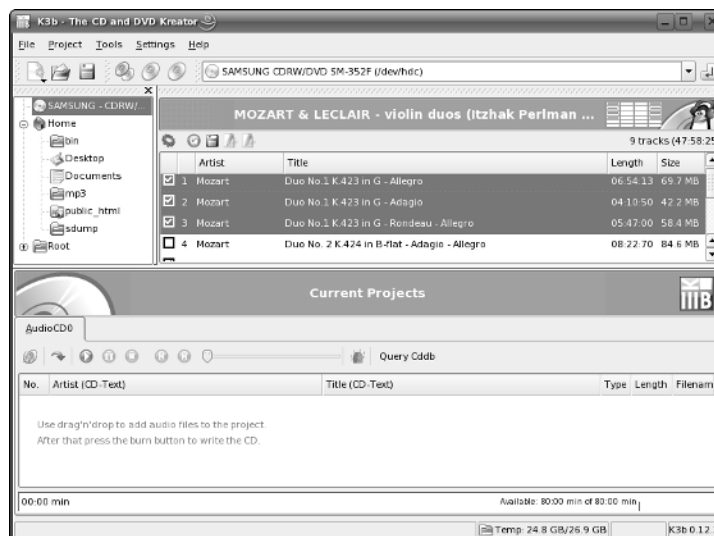 K3b - The CD and DVD Kreator
File Project Tools Settings Help
SAMSUNG CDRW/DVD SM-352F (/dev/hdc)
SAMSUNG - CDRW/...
MOZART & LECLAIR - violin duos (Itzhak Perlman ...
Home
bin
9 tracks (47:58:25
Desktop
Artist Title Length Size
Documents
1 Mozart Duo No.1 K.423 in G - Allegro 06:54:13 69.7 MB
mp3
2 Mozart Duo No.1 K.423 in G - Adagio 04:10:50 42.2 MB
public_html
3 Mozart Duo No.1 K.423 in G - Rondeau - Allegro 05:47:00 58.4 MB
sdump
Root
4 Mozart Duo No. 2 K.424 in B-flat - Adagio - Allegro 08:22:70 84.6 MB
Current Projects
AudioCD0
Query Cddb
No. Artist (CD-Text) Title (CD-Text) Type Length Filenam
Use drag'n'drop to add audio files to the project.
After that press the burn button to write the CD.
00:00 min Available: 80:00 min of 80:00 min
Temp: 24.8 GB/26.9 GB K3b 0.12.